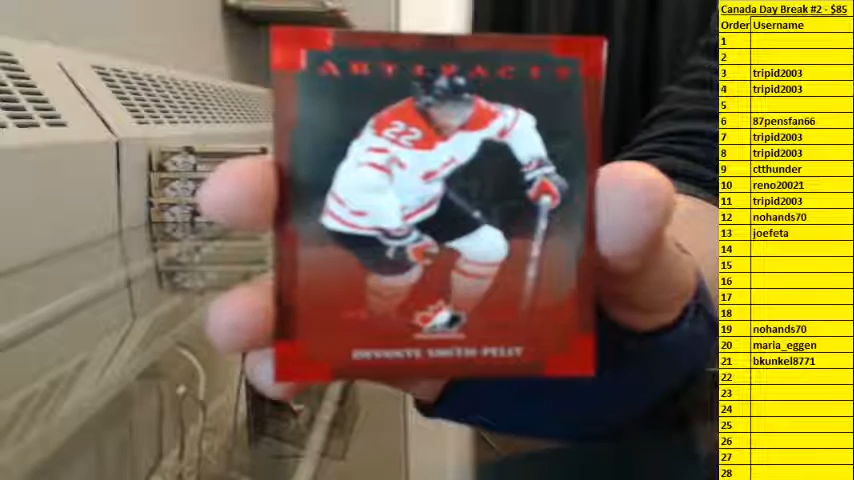 ARTIFACTS
22
DEVANTE SMITH-PELLY
Canada Day Break #2 - $85
Order Username
1
2
3 tripid2003
4 tripid2003
5
6 87pensfan66
7 tripid2003
8 tripid2003
9 ctthunder
10 reno20021
11 tripid2003
12 nohands70
13 joefeta
14
15
16
17
18
19 nohands70
20 maria_eggen
21 bkunkel8771
22
23
24
25
26
27
28